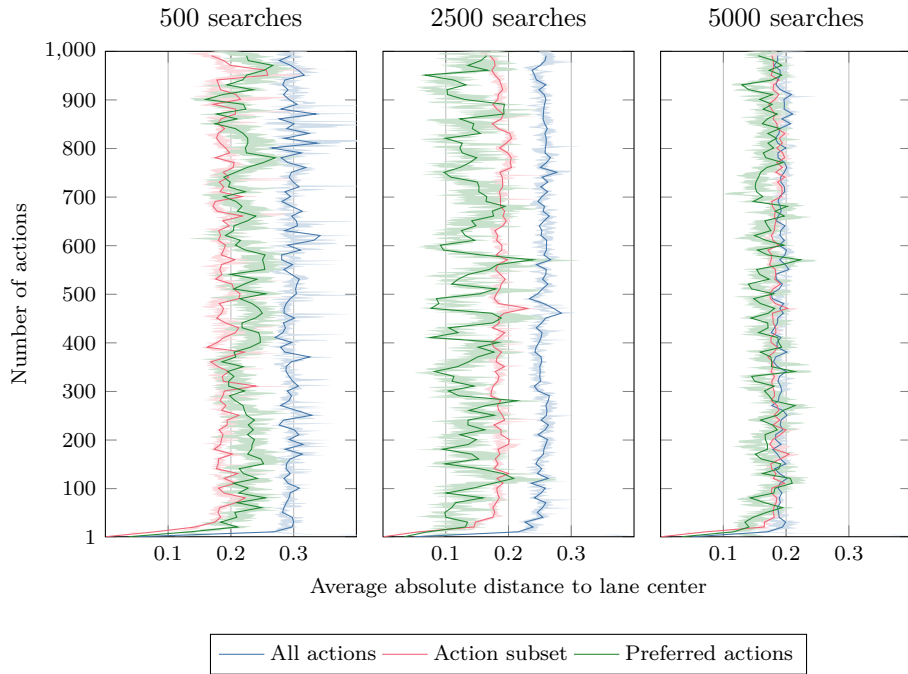 500 searches 2500 searches 5000 searches
1,000
900
800
700
600
500
400
300
200
100
1
Number of actions
0.1 0.2 0.3 0.1 0.2 0.3 0.1 0.2 0.3
Average absolute distance to lane center
All actions Action subset Preferred actions